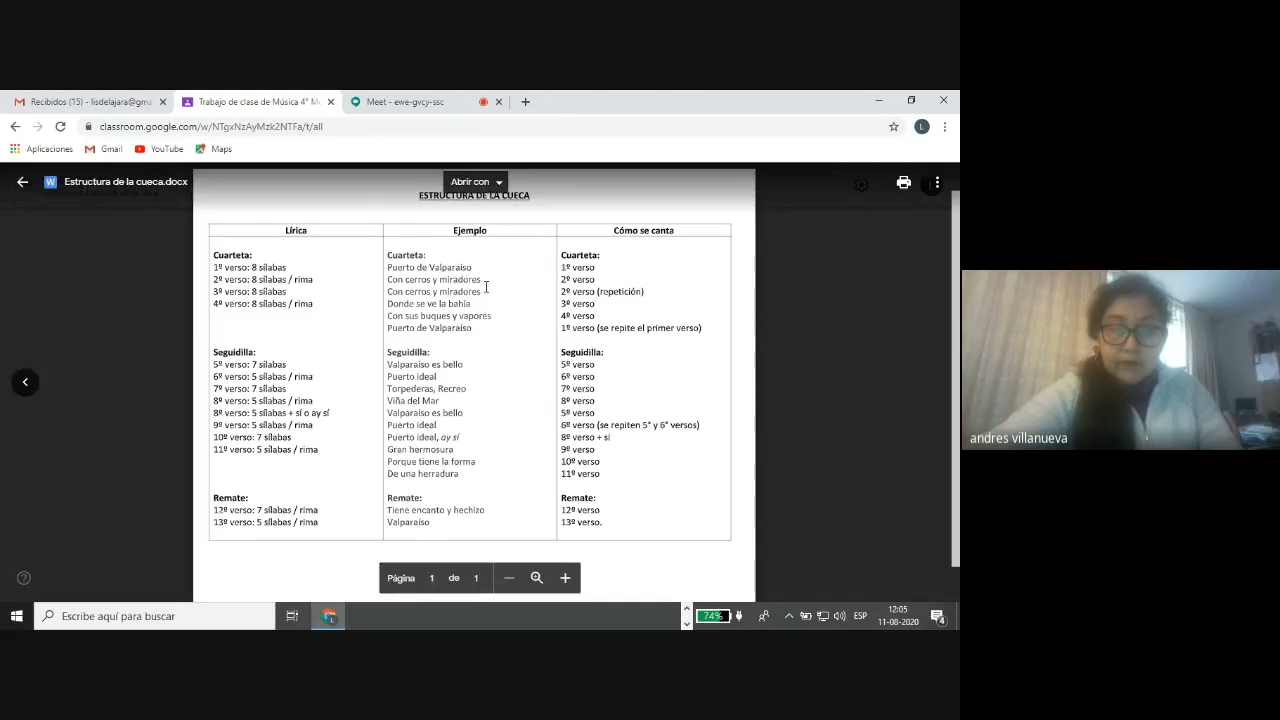 Recibidos (15) - lisdelajara@gma
Trabajo de clase de Música 4° M
Meet - ewe-gvcy-ssc
classroom.google.com/w/NTgxNzAyMzk2NTFa/t/all
L
Aplicaciones
Gmail
YouTube
Maps
W Estructura de la cueca.docx
Abrir con
ESTRUCTURA DE LA CUECA
Lírica
Cuarteta:
1º verso: 8 sílabas
2º verso: 8 sílabas / rima
3º verso: 8 sílabas
4º verso: 8 sílabas / rima
Seguidilla:
5º verso: 7 sílabas
6º verso: 5 sílabas / rima
7º verso: 7 sílabas
8º verso: 5 sílabas / rima
8º verso: 5 sílabas + sí o ay sí
9º verso: 5 sílabas / rima
10º verso: 7 sílabas
11º verso: 5 sílabas / rima
Remate:
12º verso: 7 sílabas / rima
13º verso: 5 sílabas / rima
Ejemplo
Cuarteta:
Puerto de Valparaíso
Con cerros y miradores
Con cerros y miradores
Donde se ve la bahía
Con sus buques y vapores
Puerto de Valparaíso
Seguidilla:
Valparaíso es bello
Puerto ideal
Torpederas, Recreo
Viña del Mar
Valparaíso es bello
Puerto ideal
Puerto ideal, ay sí
Gran hermosura
Porque tiene la forma
De una herradura
Remate:
Tiene encanto y hechizo
Valparaíso
Cómo se canta
Cuarteta:
1º verso
2º verso
2º verso (repetición)
3º verso
4º verso
1º verso (se repite el primer verso)
Seguidilla:
5º verso
6º verso
7º verso
8º verso
5º verso
6º verso (se repiten 5° y 6° versos)
8º verso + si
9º verso
10º verso
11º verso
Remate:
12º verso
13º verso.
Página 1 de 1
andres villanueva
Escribe aquí para buscar
74%
ESP
12:05
11-08-2020
4